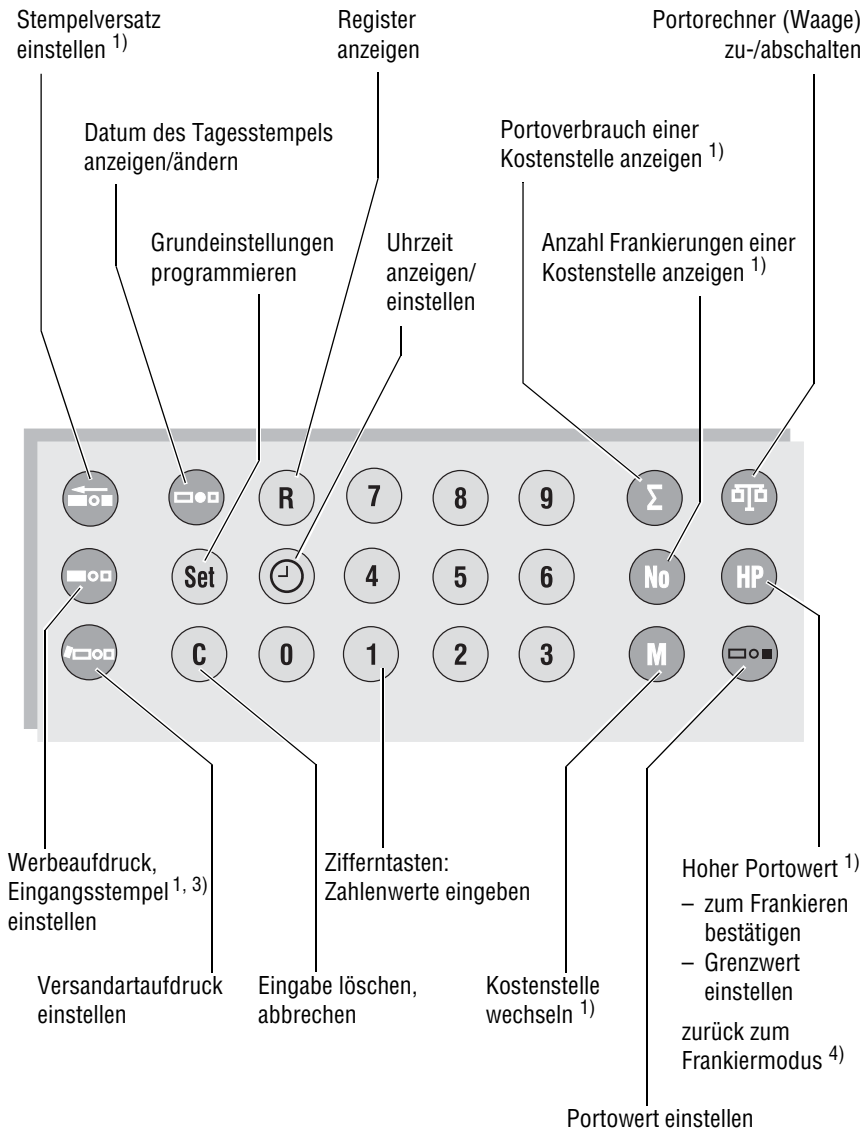 Stempelversatz
einstellen 1)
Register
anzeigen
Portorechner (Waage)
zu-/abschalten
Datum des Tagesstempels
anzeigen/ändern
Portoverbrauch einer
Kostenstelle anzeigen 1)
Grundeinstellungen
programmieren
Uhrzeit
anzeigen/
einstellen
Anzahl Frankierungen einer
Kostenstelle anzeigen 1)
R 7 8 9 Σ
Set 4 5 6 No HP
C 0 1 2 3 M
Werbeaufdruck,
Eingangsstempel 1, 3)
einstellen
Zifferntasten:
Zahlenwerte eingeben
Hoher Portowert 1)
– zum Frankieren
bestätigen
– Grenzwert
einstellen
zurück zum
Frankiermodus 4)
Versandartaufdruck
einstellen
Eingabe löschen,
abbrechen
Kostenstelle
wechseln 1)
Portowert einstellen